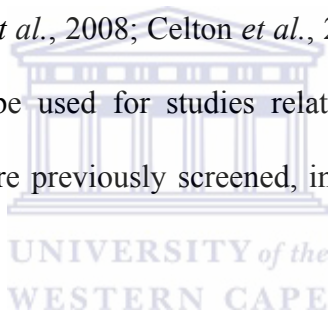 t al., 2008; Celton et al., 2
be used for studies relat
re previously screened, in
UNIVERSITY of the
WESTERN CAPE